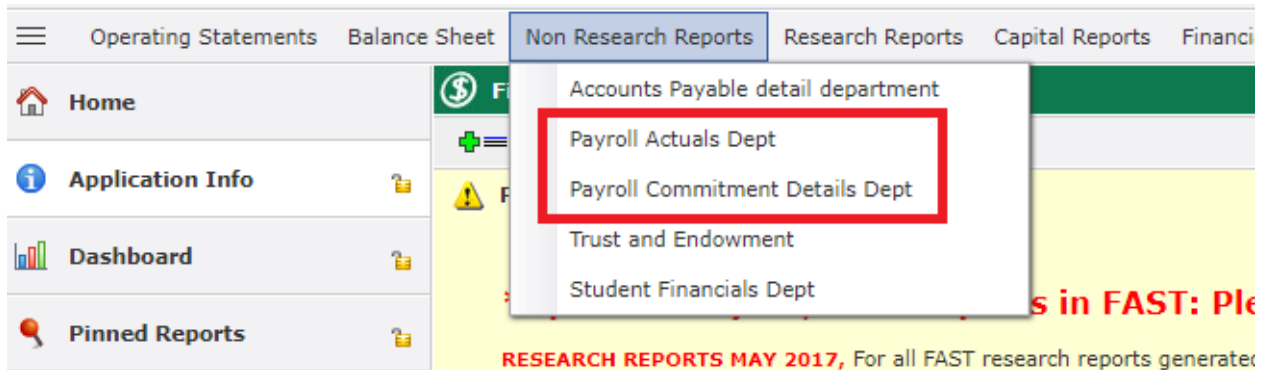 Operating Statements Balance Sheet Non Research Reports Research Reports Capital Reports
Home
Accounts Payable detail department
Payroll Actuals Dept
Application Info
Payroll Commitment Details Dept
Dashboard
Trust and Endowment
Student Financials Dept
s in FAST:
Pinned Reports
RESEARCH REPORTS MAY 2017, For all FAST research reports generated